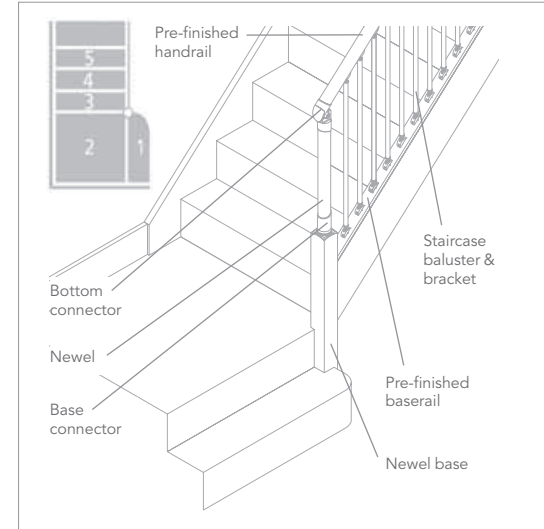 Pre-finished
handrail
5
4
3
2
1
Staircase
baluster &
bracket
Bottom
connector
Newel
Base
connector
Pre-finished
baserail
Newel base